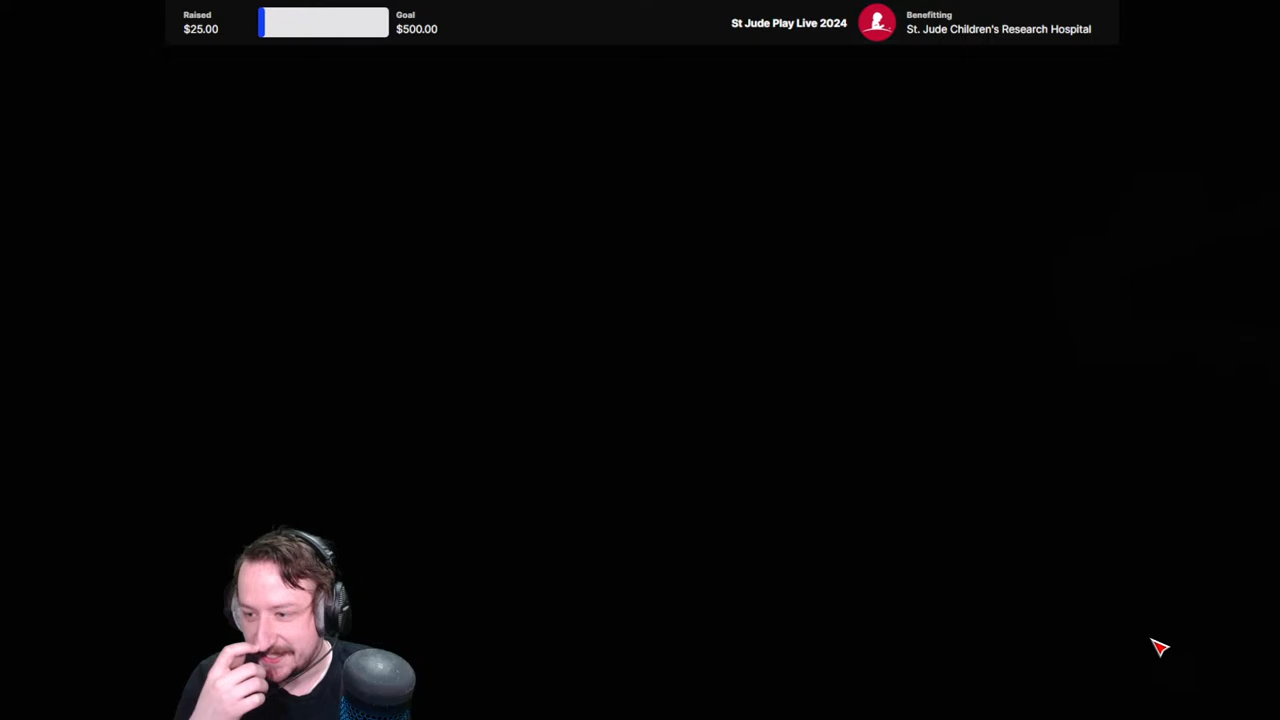 Raised
$25.00
Goal
$500.00
St Jude Play Live 2024
Benefitting
St. Jude Children's Research Hospital